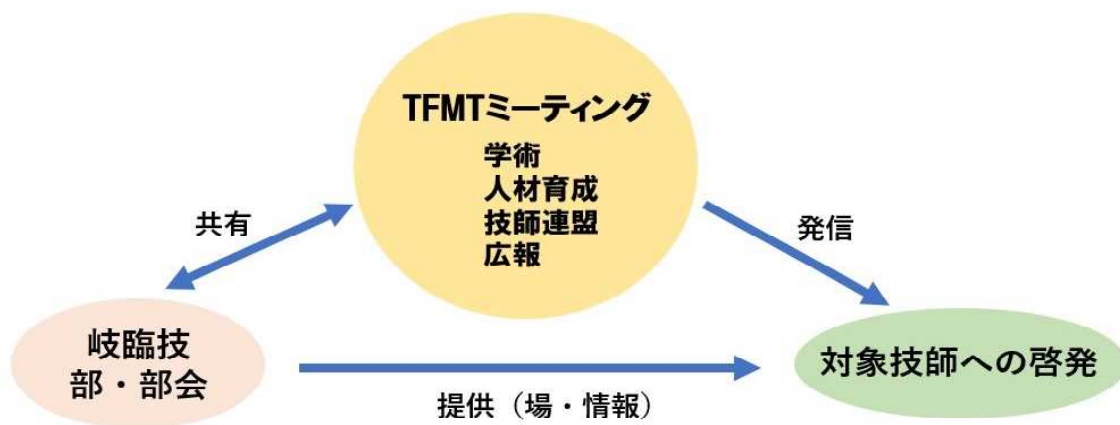 TFMTミーティング
学術
人材育成
技師連盟
広報
共有
発信
岐臨技
部・部会
対象技師への啓発
提供（場・情報）